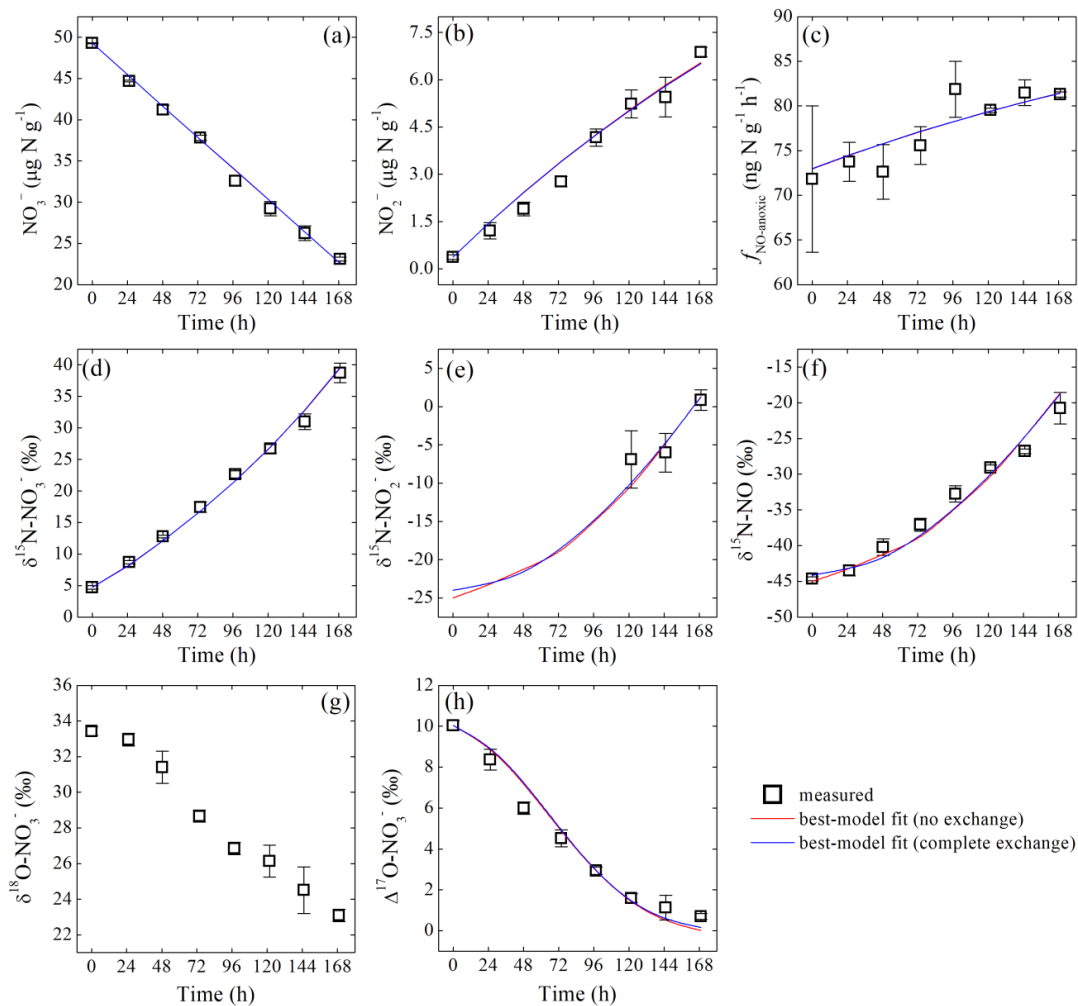 (a)
NO₃⁻ (μg N g⁻¹)
50
45
40
35
30
25
20
0 24 48 72 96 120 144 168
Time (h)
(b)
NO₂⁻ (μg N g⁻¹)
7.5
6.0
4.5
3.0
1.5
0.0
0 24 48 72 96 120 144 168
Time (h)
(c)
f_NO-anoxic (ng N g⁻¹ h⁻¹)
90
85
80
75
70
65
60
0 24 48 72 96 120 144 168
Time (h)
(d)
δ¹⁵N-NO₃⁻ (‰)
40
35
30
25
20
15
10
5
0
0 24 48 72 96 120 144 168
Time (h)
(e)
δ¹⁵N-NO₂⁻ (‰)
5
0
-5
-10
-15
-20
-25
0 24 48 72 96 120 144 168
Time (h)
(f)
δ¹⁵N-NO (‰)
-15
-20
-25
-30
-35
-40
-45
-50
0 24 48 72 96 120 144 168
Time (h)
(g)
δ¹⁸O-NO₃⁻ (‰)
36
34
32
30
28
26
24
22
0 24 48 72 96 120 144 168
Time (h)
(h)
Δ¹⁷O-NO₃⁻ (‰)
12
10
8
6
4
2
0
0 24 48 72 96 120 144 168
Time (h)
measured
best-model fit (no exchange)
best-model fit (complete exchange)